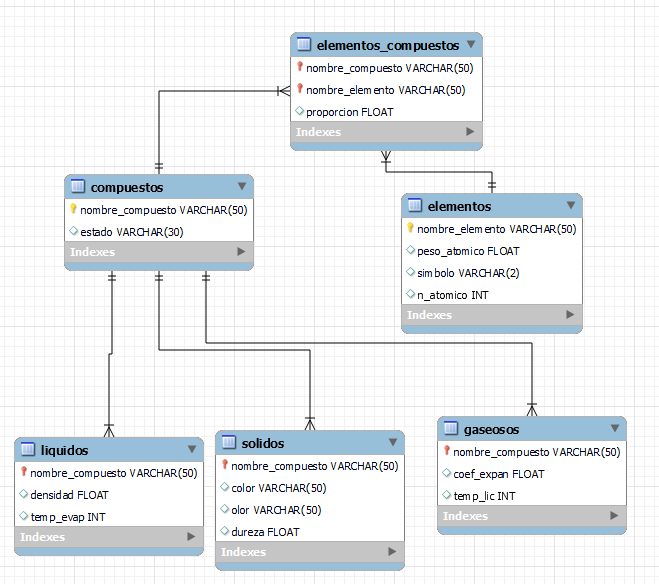 elementos_compuestos
nombre_compuesto VARCHAR(50)
nombre_elemento VARCHAR(50)
proporcion FLOAT
Indexes
compuestos
nombre_compuesto VARCHAR(50)
estado VARCHAR(30)
Indexes
elementos
nombre_elemento VARCHAR(50)
peso_atomico FLOAT
simbolo VARCHAR(2)
n_atomico INT
Indexes
liquidos
nombre_compuesto VARCHAR(50)
densidad FLOAT
temp_evap INT
Indexes
solidos
nombre_compuesto VARCHAR(50)
color VARCHAR(50)
olor VARCHAR(50)
dureza FLOAT
Indexes
gaseosos
nombre_compuesto VARCHAR(50)
coef_expan FLOAT
temp_lic INT
Indexes